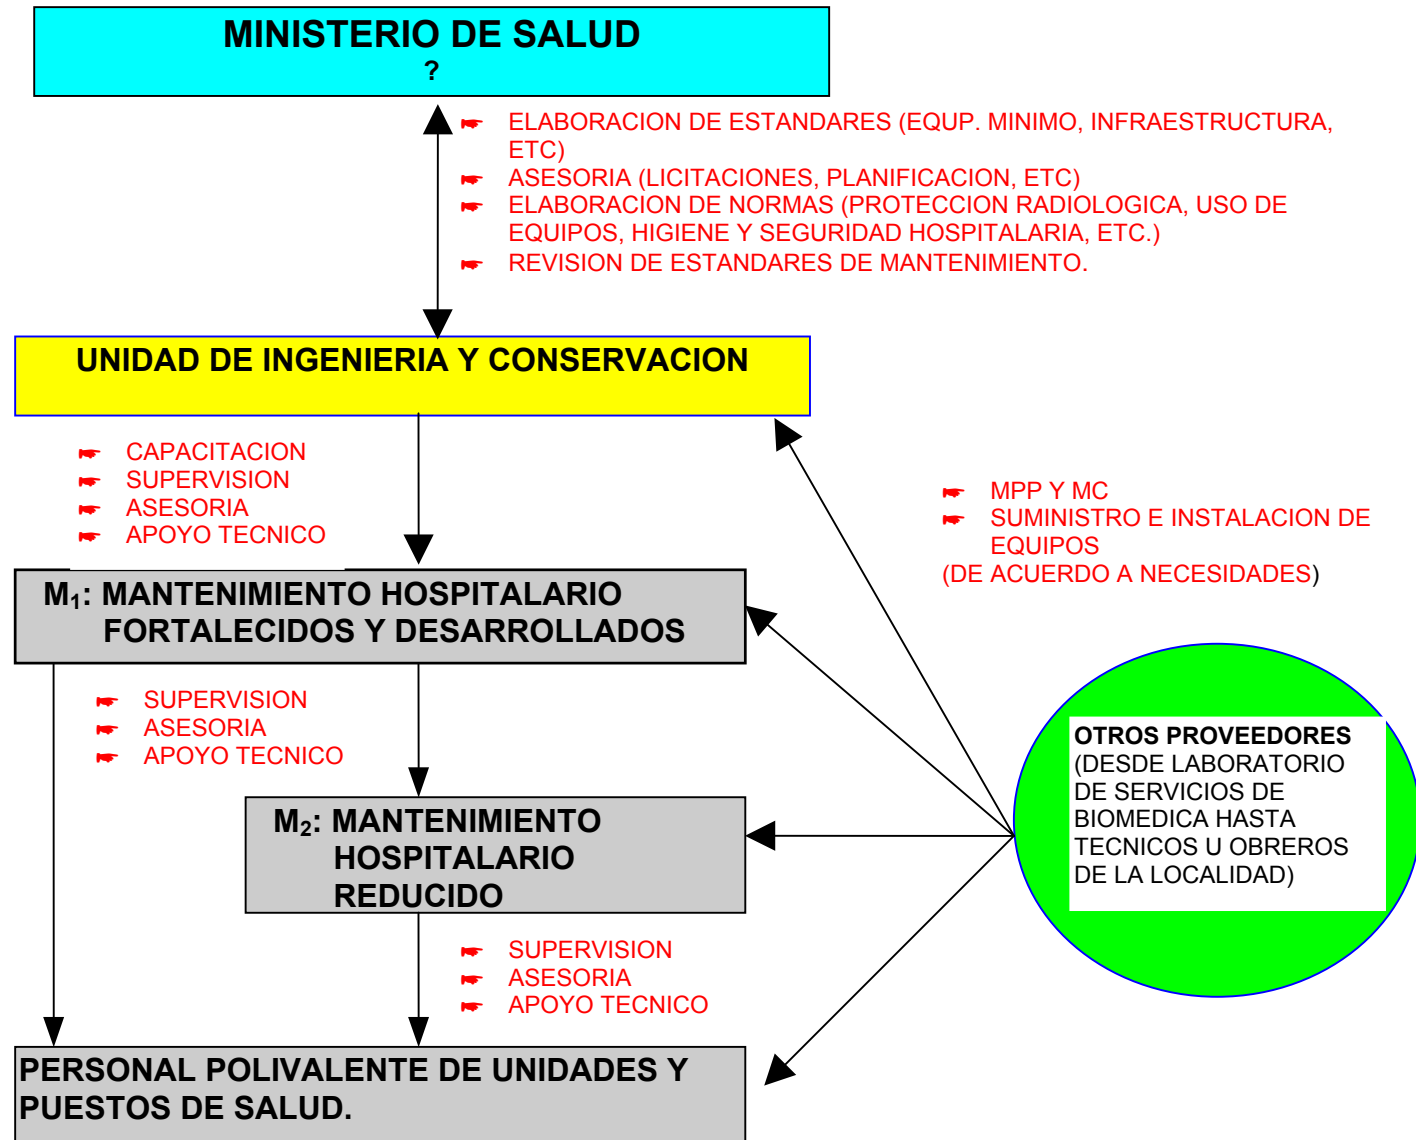 MINISTERIO DE SALUD
?
☛ ELABORACION DE ESTANDARES (EQUP. MINIMO, INFRAESTRUCTURA,
ETC)
☛ ASESORIA (LICITACIONES, PLANIFICACION, ETC)
☛ ELABORACION DE NORMAS (PROTECCION RADIOLOGICA, USO DE
EQUIPOS, HIGIENE Y SEGURIDAD HOSPITALARIA, ETC.)
☛ REVISION DE ESTANDARES DE MANTENIMIENTO.
UNIDAD DE INGENIERIA Y CONSERVACION
☛ CAPACITACION
☛ SUPERVISION
☛ ASESORIA
☛ APOYO TECNICO
☛ MPP Y MC
☛ SUMINISTRO E INSTALACION DE
EQUIPOS
(DE ACUERDO A NECESIDADES)
M₁: MANTENIMIENTO HOSPITALARIO
FORTALECIDOS Y DESARROLLADOS
☛ SUPERVISION
☛ ASESORIA
☛ APOYO TECNICO
OTROS PROVEEDORES
(DESDE LABORATORIO
DE SERVICIOS DE
BIOMEDICA HASTA
TECNICOS U OBREROS
DE LA LOCALIDAD)
M₂: MANTENIMIENTO
HOSPITALARIO
REDUCIDO
☛ SUPERVISION
☛ ASESORIA
☛ APOYO TECNICO
PERSONAL POLIVALENTE DE UNIDADES Y
PUESTOS DE SALUD.